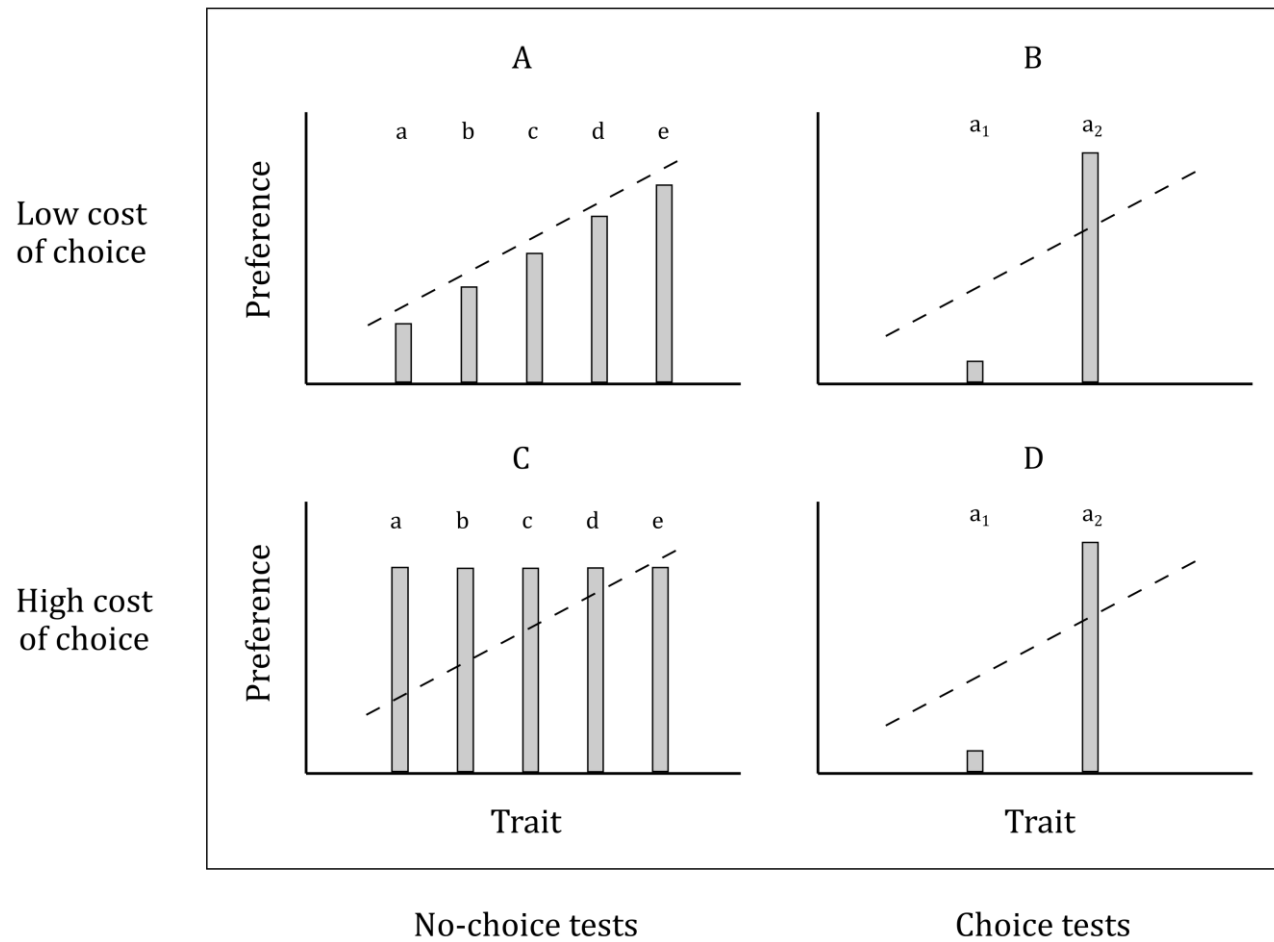 A
B
a b c d e
a₁ a₂
Low cost
of choice
Preference
C
D
a b c d e
a₁ a₂
High cost
of choice
Preference
Trait
Trait
No-choice tests
Choice tests